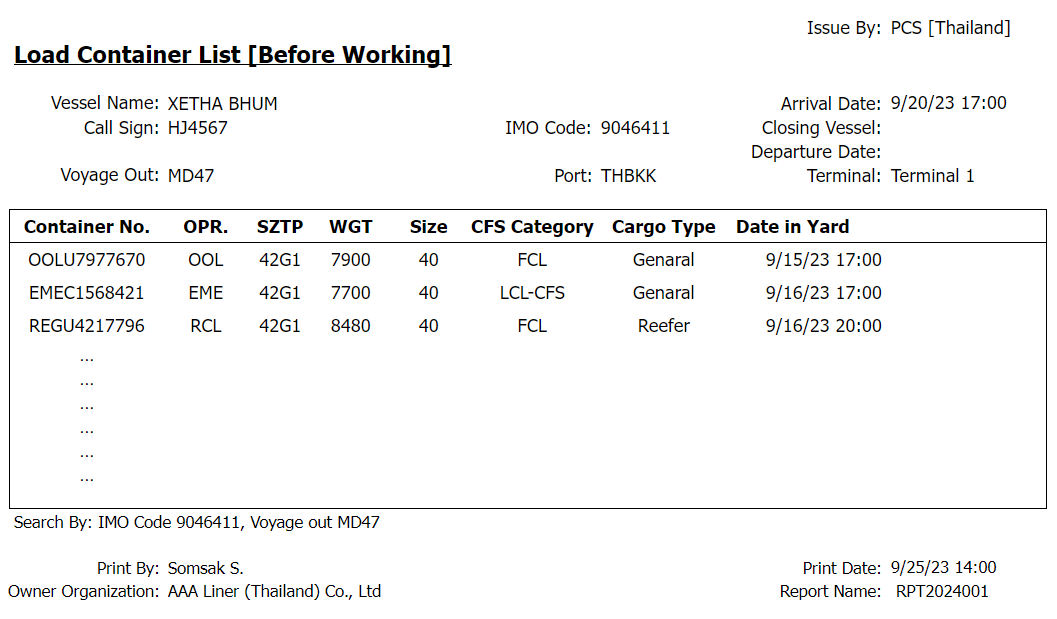 Issue By: PCS [Thailand]
Load Container List [Before Working]
Vessel Name: XETHA BHUM Arrival Date: 9/20/23 17:00
Call Sign: HJ4567 IMO Code: 9046411 Closing Vessel:
Departure Date:
Voyage Out: MD47 Port: THBKK Terminal: Terminal 1
Container No. OPR. SZTP WGT Size CFS Category Cargo Type Date in Yard
OOLU7977670 OOL 42G1 7900 40 FCL Genaral 9/15/23 17:00
EMEC1568421 EME 42G1 7700 40 LCL-CFS Genaral 9/16/23 17:00
REGU4217796 RCL 42G1 8480 40 FCL Reefer 9/16/23 20:00
...
...
...
...
...
...
Search By: IMO Code 9046411, Voyage out MD47
Print By: Somsak S. Print Date: 9/25/23 14:00
Owner Organization: AAA Liner (Thailand) Co., Ltd Report Name: RPT2024001